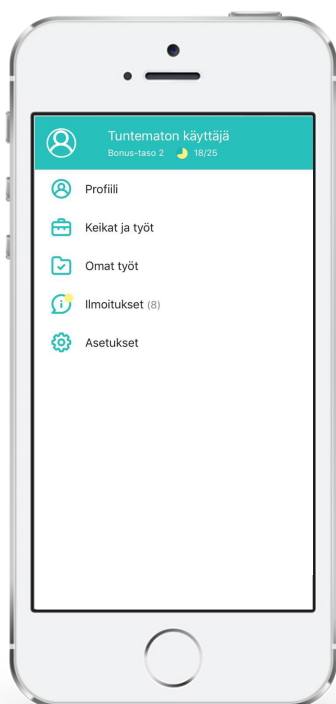 Tuntematon käyttäjä
Bonus-taso 2 18/25
Profiili
Keikat ja työt
Omat työt
Ilmoitukset (8)
Asetukset